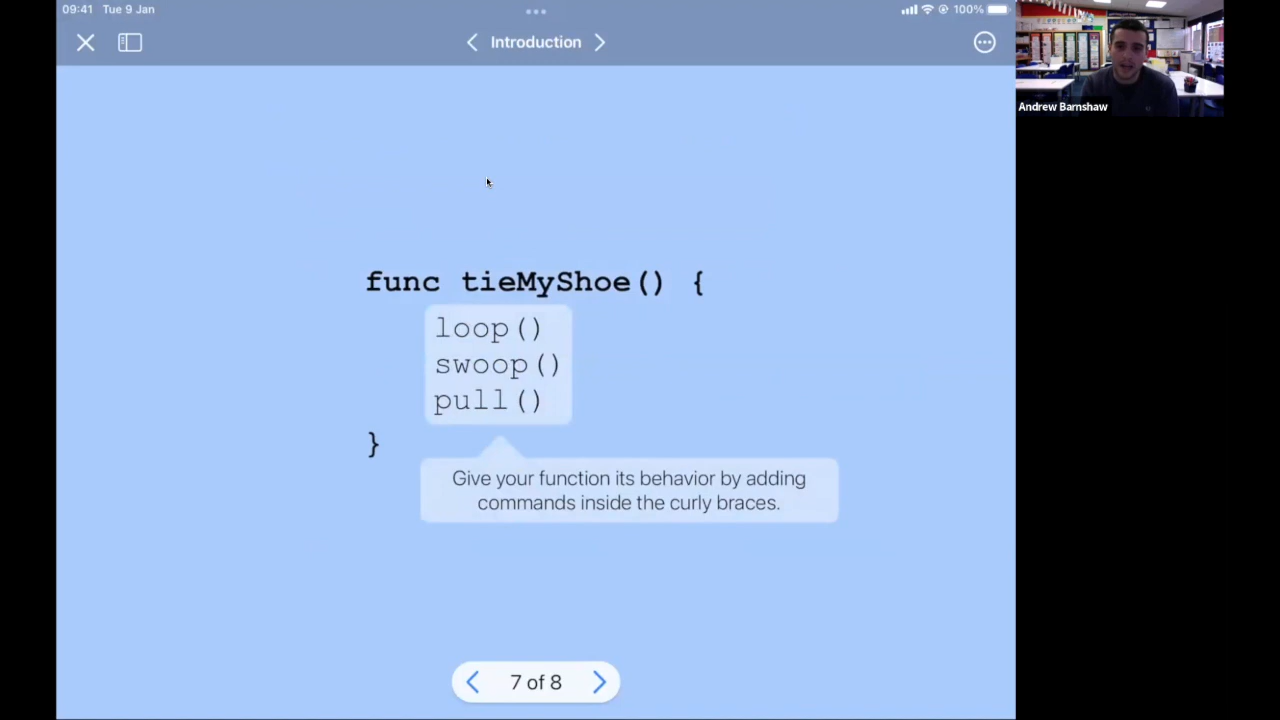 09:41 Tue 9 Jan
100%
Introduction
Andrew Barnshaw
func tieMyShoe() {
loop()
swoop()
pull()
}
Give your function its behavior by adding
commands inside the curly braces.
7 of 8